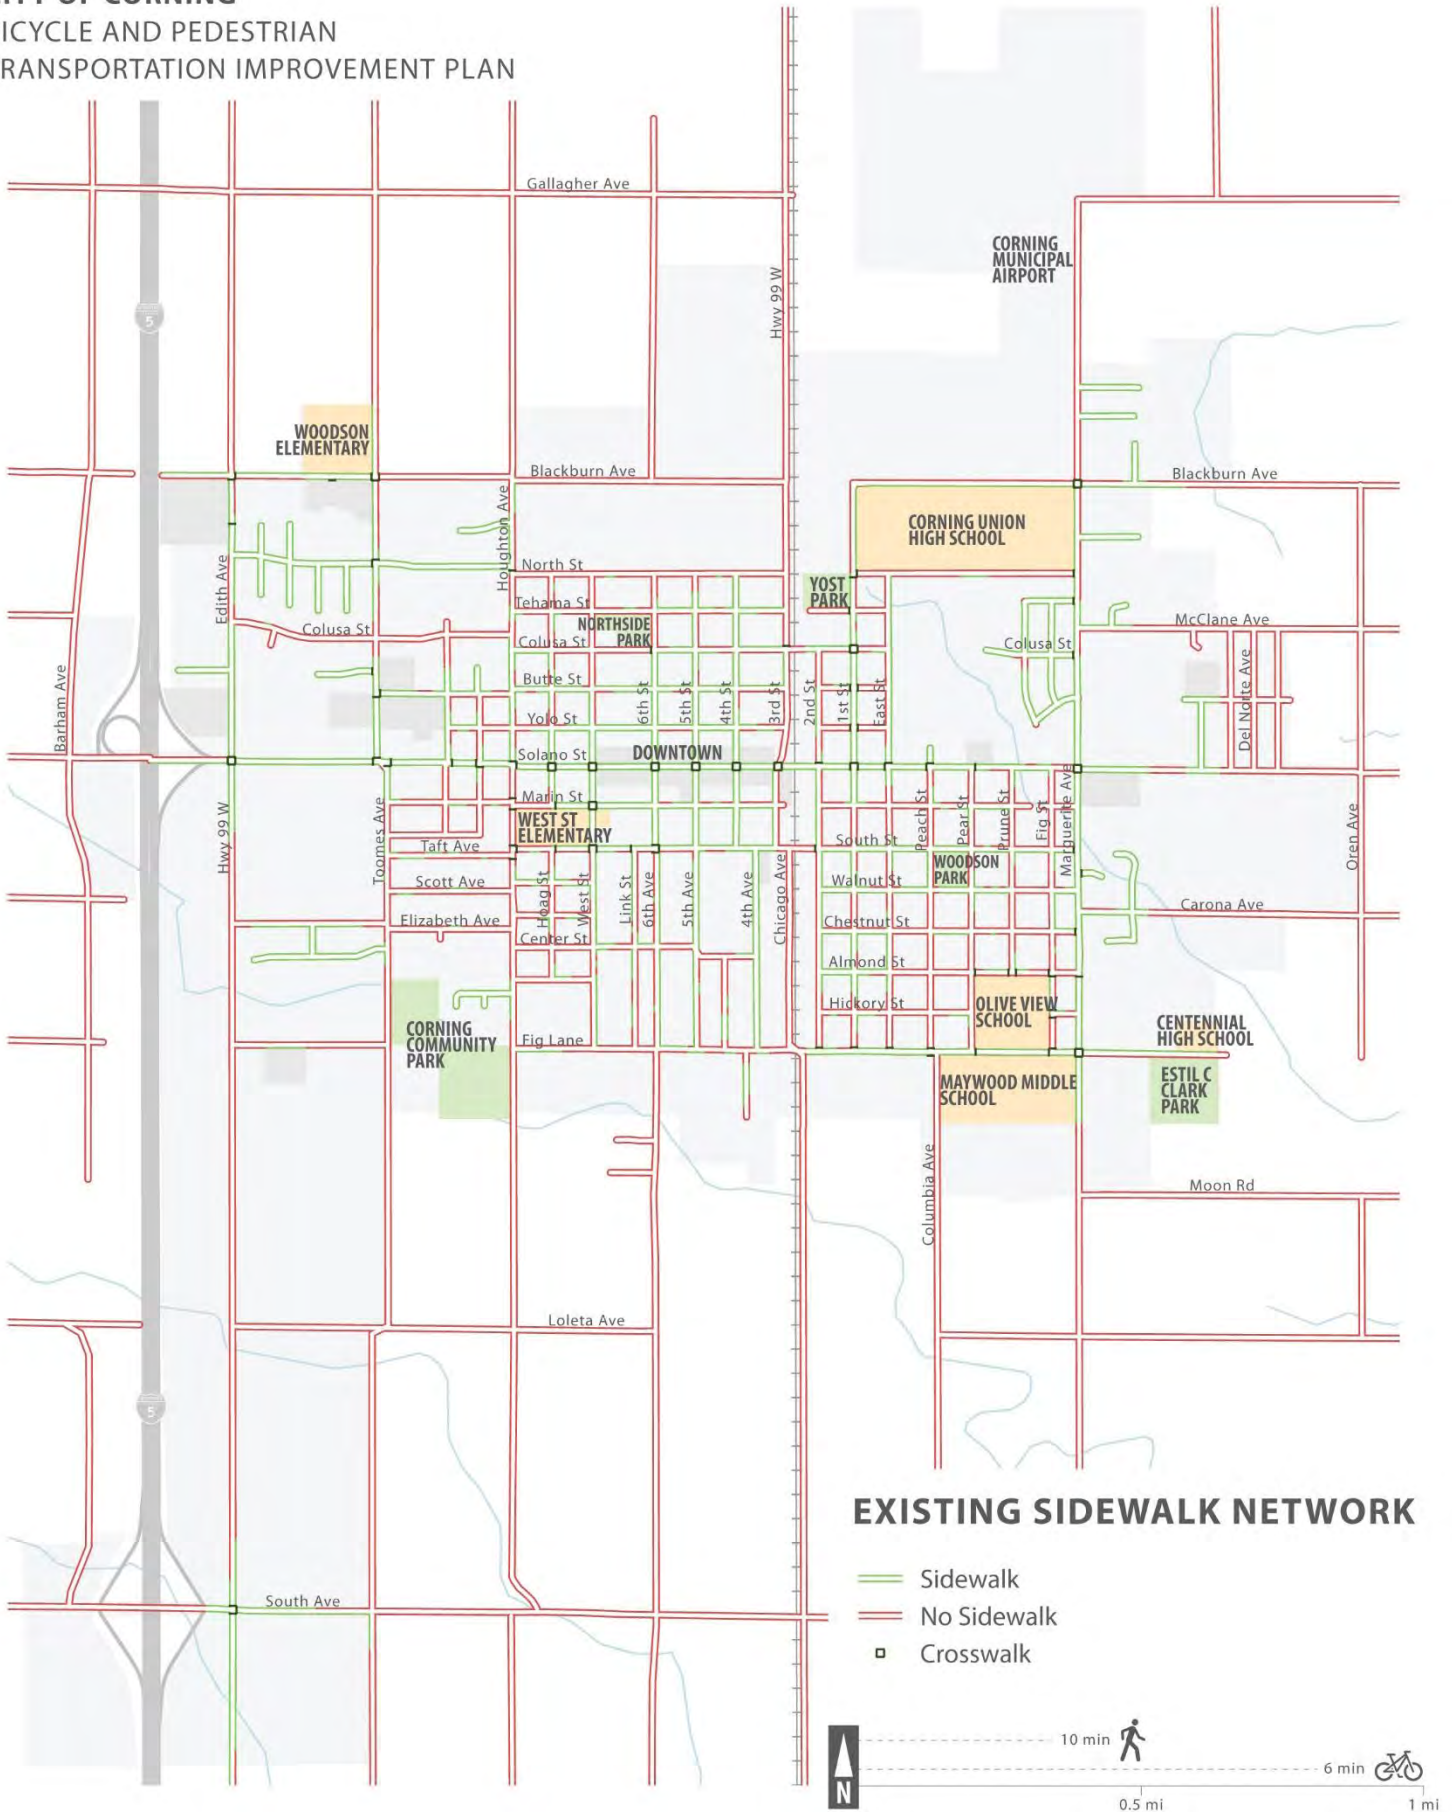 CITY OF CORNING
ICYCLE AND PEDESTRIAN
RANSPORTATION IMPROVEMENT PLAN
Gallagher Ave
CORNING
MUNICIPAL
AIRPORT
Hwy 99 W
5
WOODSON
ELEMENTARY
Blackburn Ave
Blackburn Ave
Houghton Ave
CORNING UNION
HIGH SCHOOL
Edith Ave
North St
YOST
PARK
Tehama St
NORTHSIDE
PARK
McClane Ave
Colusa St
Colusa St
Colusa St
Barham Ave
Butte St
6th St
5th St
4th St
3rd St
2nd St
1st St
East St
Del Norte Ave
Yolo St
Solano St
DOWNTOWN
Marin St
WEST ST
ELEMENTARY
Hwy 99 W
Toomes Ave
Peach St
Pear St
Prune St
Fig St
Marguerite Ave
Oren Ave
South St
Taft Ave
WOODSON
PARK
Scott Ave
Hoag St
West St
Link St
6th Ave
5th Ave
4th Ave
Chicago Ave
Walnut St
Carona Ave
Elizabeth Ave
Chestnut St
Center St
Almond St
Hickory St
OLIVE VIEW
SCHOOL
CORNING
COMMUNITY
PARK
Fig Lane
CENTENNIAL
HIGH SCHOOL
MAYWOOD MIDDLE
SCHOOL
ESTIL C
CLARK
PARK
Columbia Ave
Moon Rd
Loleta Ave
5
South Ave
EXISTING SIDEWALK NETWORK
Sidewalk
No Sidewalk
Crosswalk
10 min
6 min
N
0.5 mi
1 mi